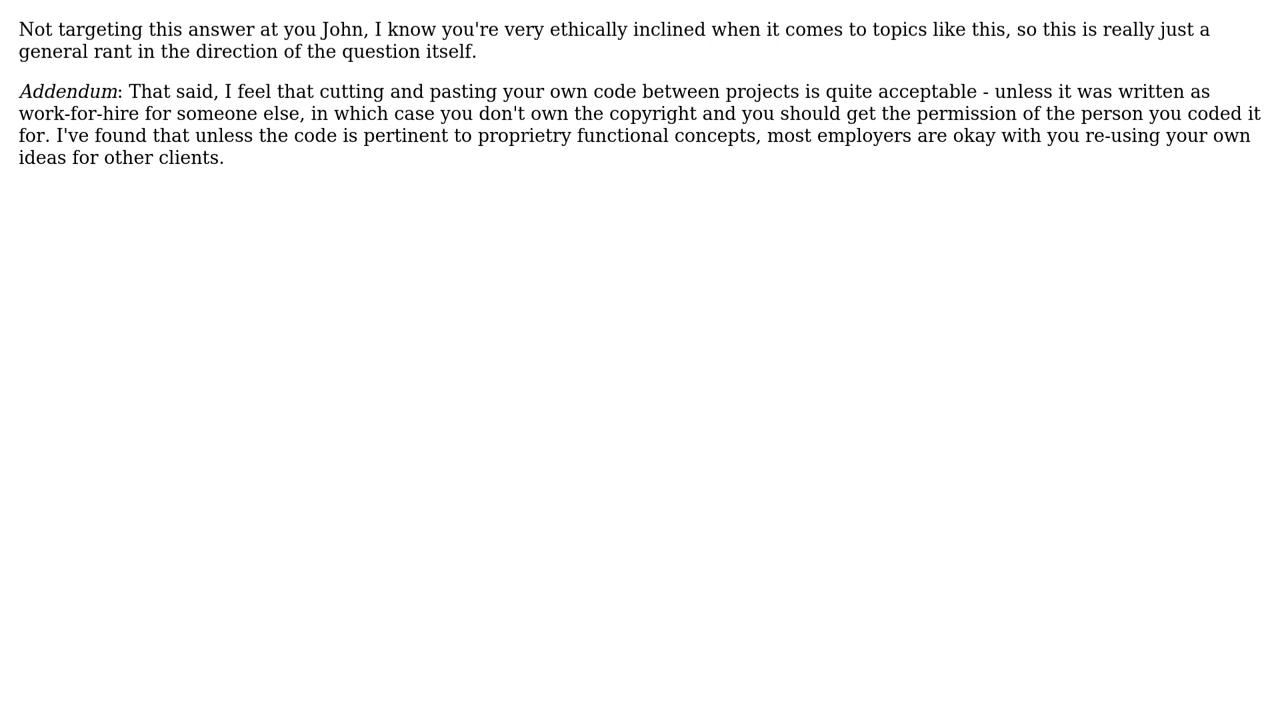 Not targeting this answer at you John, I know you're very ethically inclined when it comes to topics like this, so this is really just a
general rant in the direction of the question itself.
Addendum: That said, I feel that cutting and pasting your own code between projects is quite acceptable - unless it was written as
work-for-hire for someone else, in which case you don't own the copyright and you should get the permission of the person you coded it
for. I've found that unless the code is pertinent to proprietry functional concepts, most employers are okay with you re-using your own
ideas for other clients.